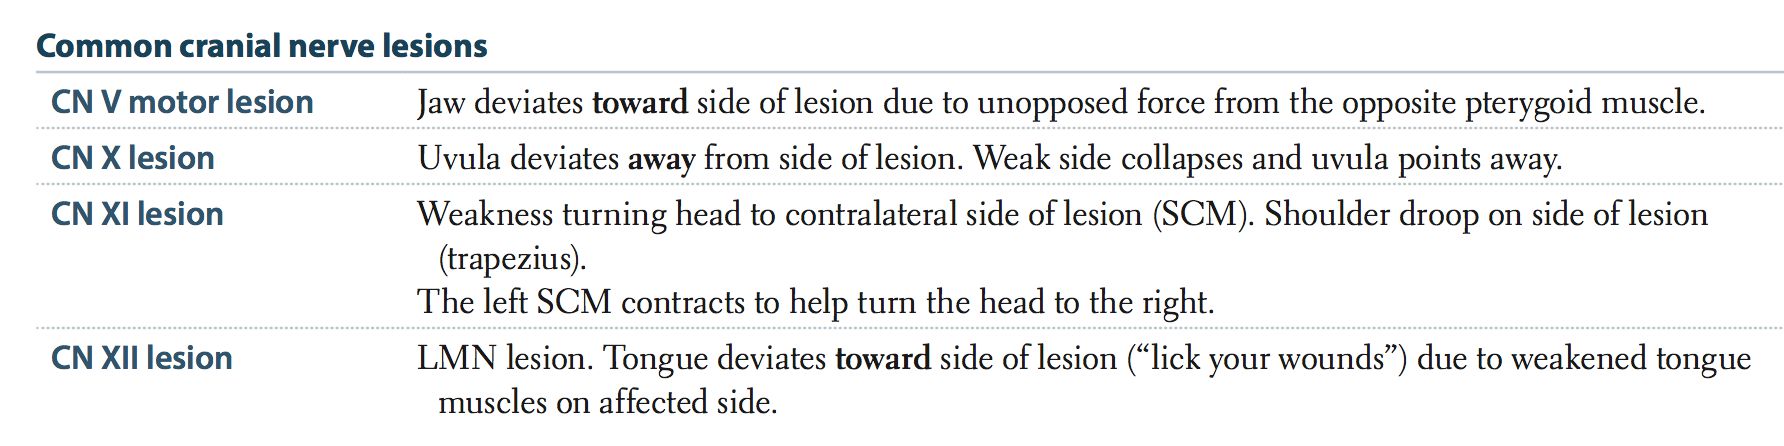 Common cranial nerve lesions
CN V motor lesion Jaw deviates toward side of lesion due to unopposed force from the opposite pterygoid muscle.
CN X lesion Uvula deviates away from side of lesion. Weak side collapses and uvula points away.
CN XI lesion Weakness turning head to contralateral side of lesion (SCM). Shoulder droop on side of lesion
(trapezius).
The left SCM contracts to help turn the head to the right.
CN XII lesion LMN lesion. Tongue deviates toward side of lesion (“lick your wounds”) due to weakened tongue
muscles on affected side.